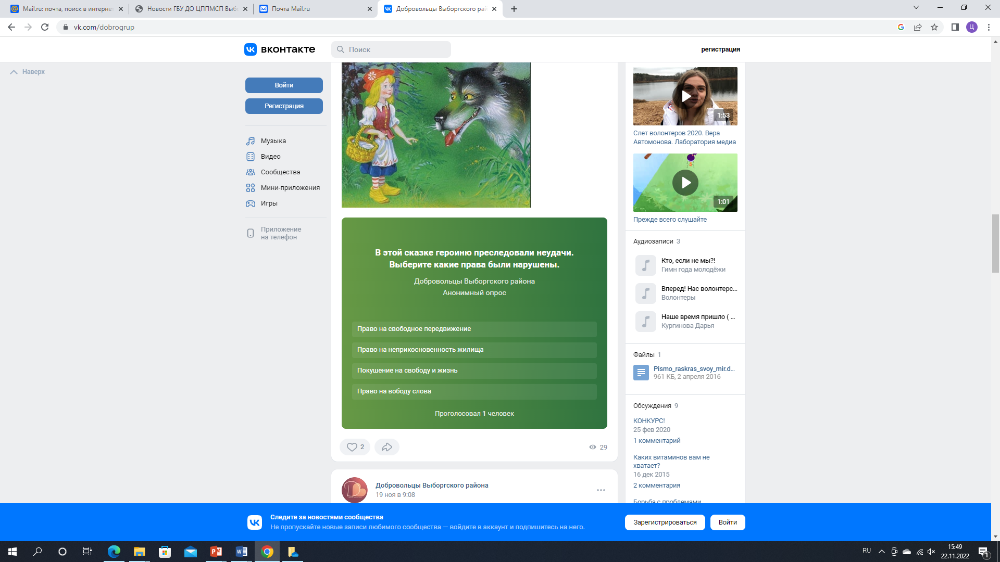 Mail.ru: почта, поиск в интернет
Новости ГБУ ДО ЦППМСП Выбо
Почта Mail.ru
Добровольцы Выборгского рай
vk.com/dobrogrup
Ц
вконтакте
Поиск
регистрация
Наверх
Войти
Регистрация
Музыка
Видео
Сообщества
Мини-приложения
Игры
Приложение
на телефон
В этой сказке героиню преследовали неудачи.
Выберите какие права были нарушены.
Добровольцы Выборгского района
Анонимный опрос
Право на свободное передвижение
Право на неприкосновенность жилища
Покушение на свободу и жизнь
Право на вободу слова
Проголосовал 1 человек
2
29
Добровольцы Выборгского района
19 ноя в 9:08
1:53
Слет волонтеров 2020. Вера
Автомонова. Лаборатория медиа
1:01
Прежде всего слушайте
Аудиозаписи 3
Кто, если не мы?!
Гимн года молодёжи
Вперед! Нас волонтерс...
Волонтеры
Наше время пришло ( ...
Кургинова Дарья
Файлы 1
Pismo_raskras_svoy_mir.d...
961 КБ, 2 апреля 2016
Обсуждения 9
КОНКУРС!
25 фев 2020
1 комментарий
Каких витаминов вам не
хватает?
16 дек 2015
2 комментария
Борьба с проблемами
Следите за новостями сообщества
Не пропускайте новые записи любимого сообщества — войдите в аккаунт и подпишитесь на него.
Зарегистрироваться
Войти
RU
15:49
22.11.2022
1